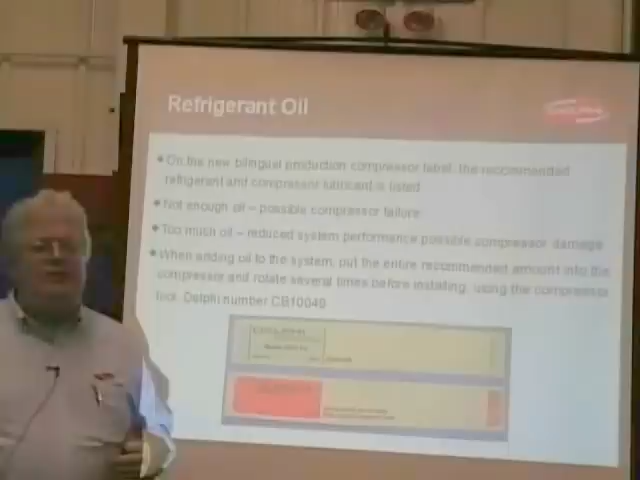 Refrigerant Oil
On the new bilingual production compressor label, the recommended
refrigerant and compressor lubricant is listed
Not enough oil – possible compressor failure
Too much oil – reduced system performance possible compressor damage
When adding oil to the system, put the entire recommended amount into the
compressor and rotate several times before installing, using the compressor
tool, Delphi number